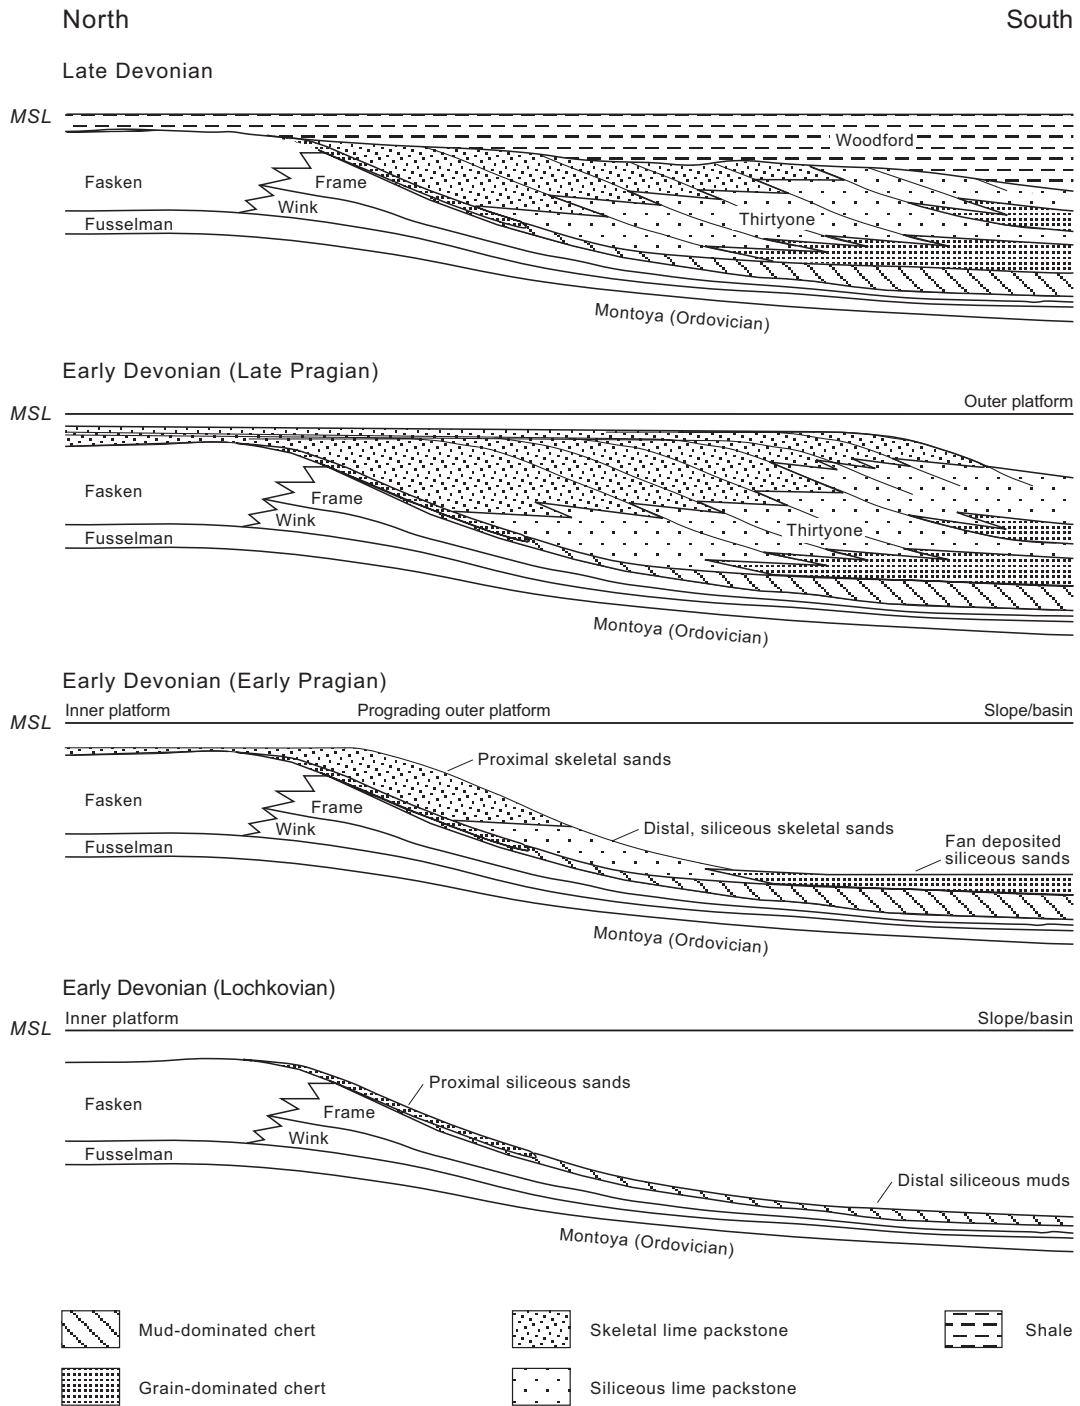 North
South
Late Devonian
MSL
Woodford
Fasken
Frame
Wink
Thirtyone
Fusselman
Montoya (Ordovician)
Early Devonian (Late Pragian)
Outer platform
MSL
Fasken
Frame
Wink
Thirtyone
Fusselman
Montoya (Ordovician)
Early Devonian (Early Pragian)
MSL
Inner platform
Prograding outer platform
Slope/basin
Proximal skeletal sands
Fasken
Frame
Wink
Distal, siliceous skeletal sands
Fan deposited
siliceous sands
Fusselman
Montoya (Ordovician)
Early Devonian (Lochkovian)
MSL
Inner platform
Slope/basin
Proximal siliceous sands
Fasken
Frame
Wink
Fusselman
Distal siliceous muds
Montoya (Ordovician)
Mud-dominated chert
Skeletal lime packstone
Shale
Grain-dominated chert
Siliceous lime packstone